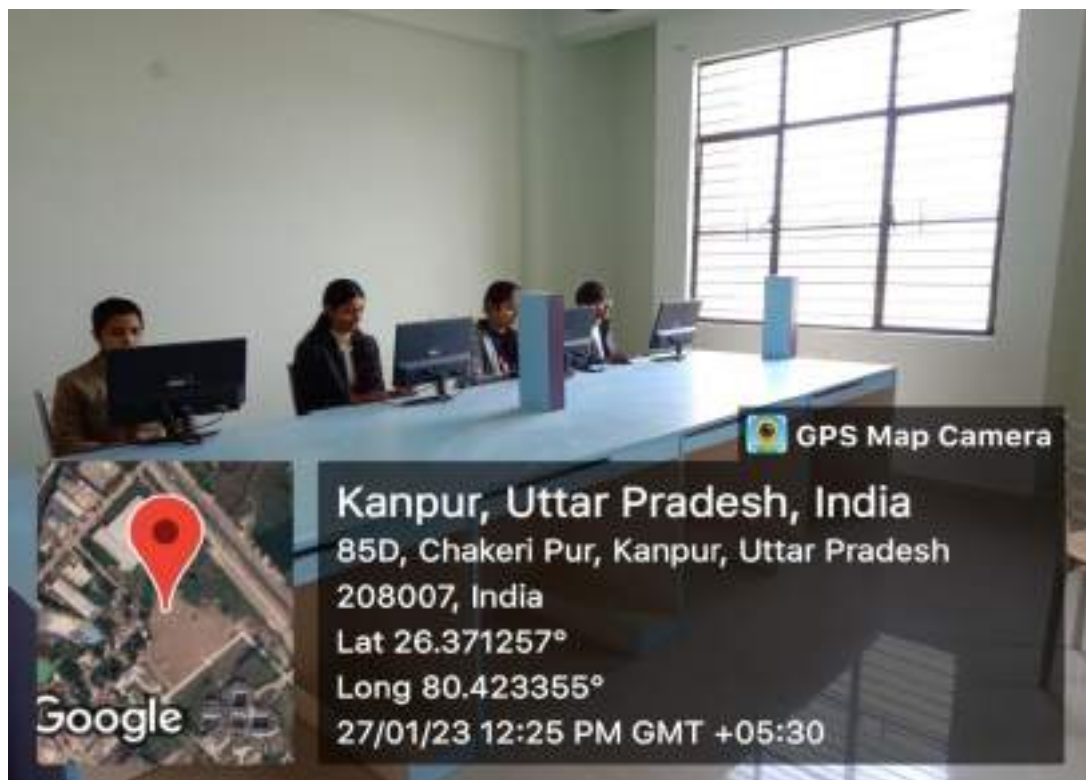 GPS Map Camera
Kanpur, Uttar Pradesh, India
85D, Chakeri Pur, Kanpur, Uttar Pradesh
208007, India
Lat 26.371257°
Long 80.423355°
27/01/23 12:25 PM GMT +05:30
Google